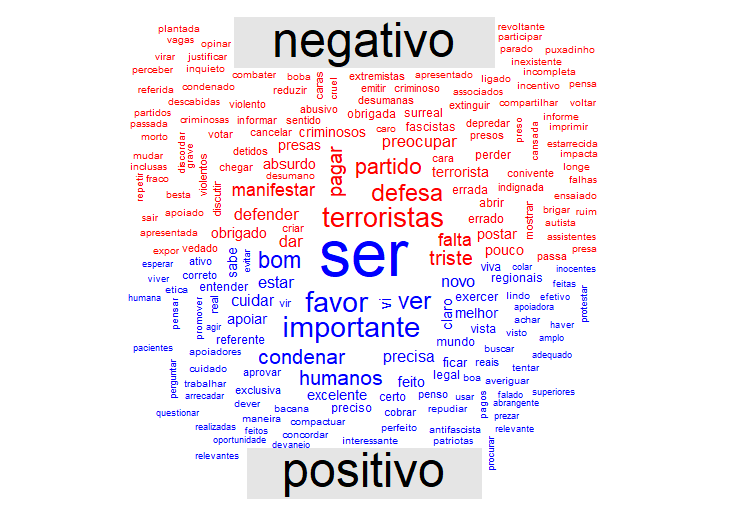 negativo
plantada
vagas
opinar
revoltante
participar
virar
justificar
parado
puxadinho
perceber
inquieto
combater
boba
caras
cruel
extremistas
apresentado
ligado
inexistente
incompleta
referida
condenado
reduzir
emitir
criminoso
associados
incentivo
pensa
descabidas
violento
abusivo
desumanas
extinguir
compartilhar
voltar
partidos
criminosas
informar
sentido
obrigada
surreal
passada
depredar
preso
informe
imprimir
morto
votar
cancelar
criminosos
caro
fascistas
presos
cansada
estarrecida
discordar
grave
detidos
presas
pagar
preocupar
mudar
inclusas
violentos
chegar
absurdo
partido
cara
perder
impacta
longe
repetir
fraco
desumano
terrorista
conivente
falhas
besta
discutir
manifestar
defesa
errada
indignada
ensaiado
abrir
mostrar
sair
apoiado
defender
terroristas
errado
brigar
ruim
autista
apresentada
obrigado
criar
dar
falta
postar
assistentes
expor
vedado
sabe
evitar
ser
triste
pouco
passa
presa
esperar
ativo
bom
viva
colar
inocentes
viver
correto
estar
novo
regionais
feitas
etica
entender
humana
pensar
promover
real
cuidar
vir
favor
vi
ver
claro
exercer
lindo
efetivo
protestar
apoiadora
agir
apoiar
importante
melhor
achar
haver
referente
vista
visto
amplo
pacientes
apoiadores
condenar
precisa
mundo
buscar
adequado
perguntar
cuidado
aprovar
ficar
reais
tentar
trabalhar
humanos
feito
legal
boa
averiguar
arrecadar
exclusiva
excelente
certo
penso
usar
pagos
falado
superiores
dever
bacana
preciso
cobrar
repudiar
abrangente
questionar
maneira
compactuar
prezar
realizadas
feitos
concordar
perfeito
antifascista
relevante
oportunidade
devaneio
interessante
patriotas
relevantes
procurar
positivo